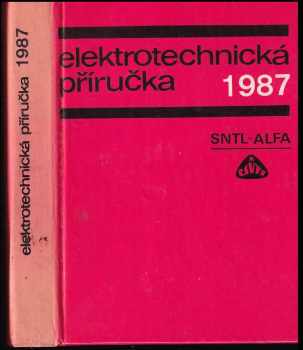 elektrotechnická příručka 1987
elektrotechnická
příručka
1987
SNTL-ALFA